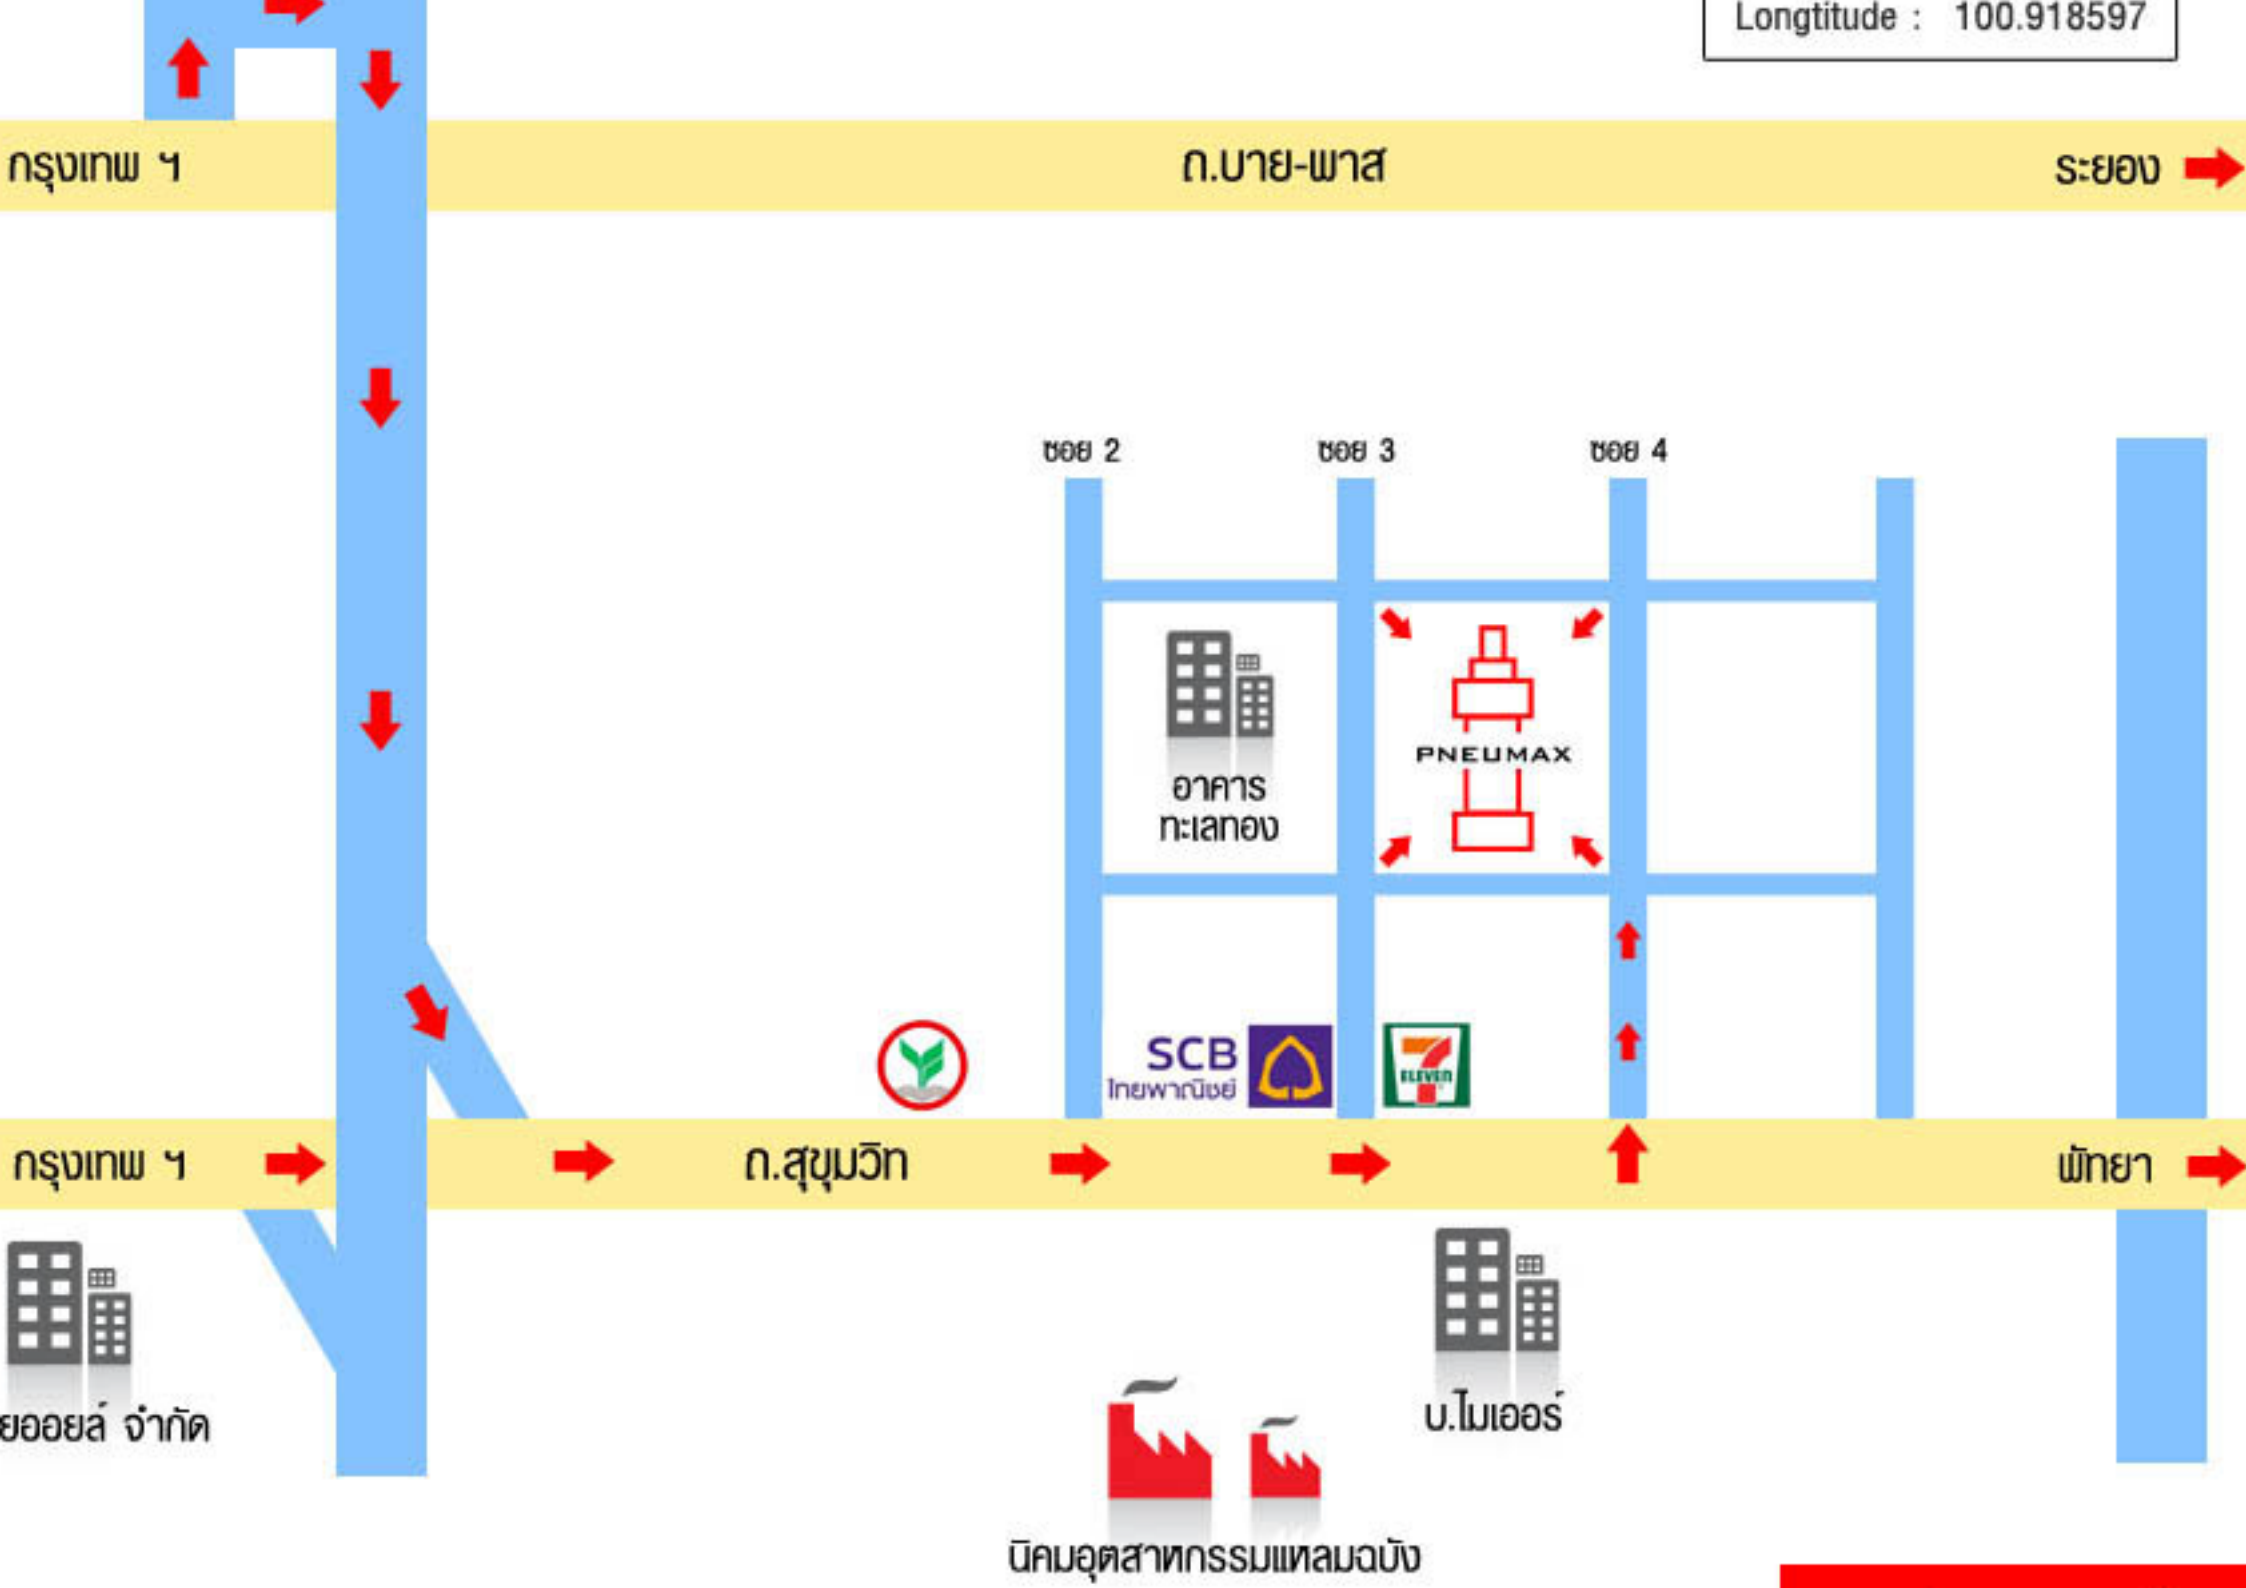 Longtitude : 100.918597
กรุงเทพ ฯ
ถ.บาย-พาส
ระยอง
ซอย 2
ซอย 3
ซอย 4
อาคาร
ทะเลทอง
PNEUMAX
SCB
ไทยพาณิชย์
7
ELEVEN
กรุงเทพ ฯ
ถ.สุขุมวิท
พัทยา
ยออยล์ จำกัด
บ.ไมเออร์
นิคมอุตสาหกรรมแหลมฉบัง